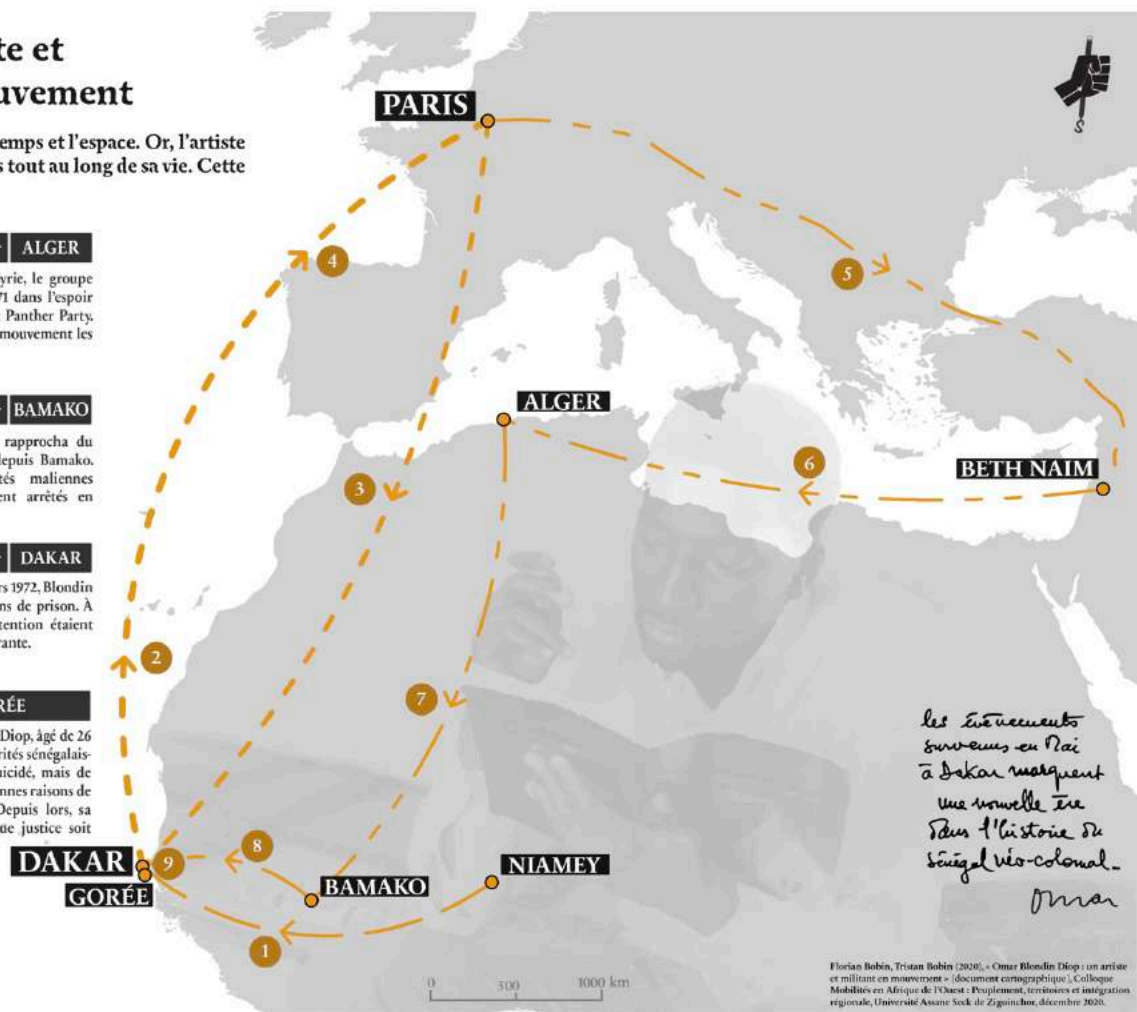 te et
uvement
emps et l'espace. Or, l'artiste
s tout au long de sa vie. Cette
ALGER
yrie, le groupe
71 dans l'espoir
Panther Party.
mouvement les
BAMAKO
rapprocha du
depuis Bamako.
tés maliennes
ent arrêtés en
DAKAR
rs 1972, Blondin
ns de prison. À
tention étaient
rante.
RÉE
Diop, âgé de 26
rités sénégalais-
uicidé, mais de
nnes raisons de
Depuis lors, sa
ue justice soit
PARIS
4
5
ALGER
3
6
BETH NAIM
2
7
DAKAR
9
8
GORÉE
BAMAKO
NIAMEY
1
S
les évènements
survenus en Mai
à Dakar marquent
une nouvelle ère
dans l'histoire du
Sénégal néo-colonial_
Omar
0 500 1000 km
Florian Bobin, Tristan Bobin (2020), « Omar Blondin Diop : un artiste
et militant en mouvement » [document cartographique], Colloque
Mobilités en Afrique de l'Ouest : Peuplement, territoires et intégration
régionale, Université Assane Seck de Ziguinchor, décembre 2020.